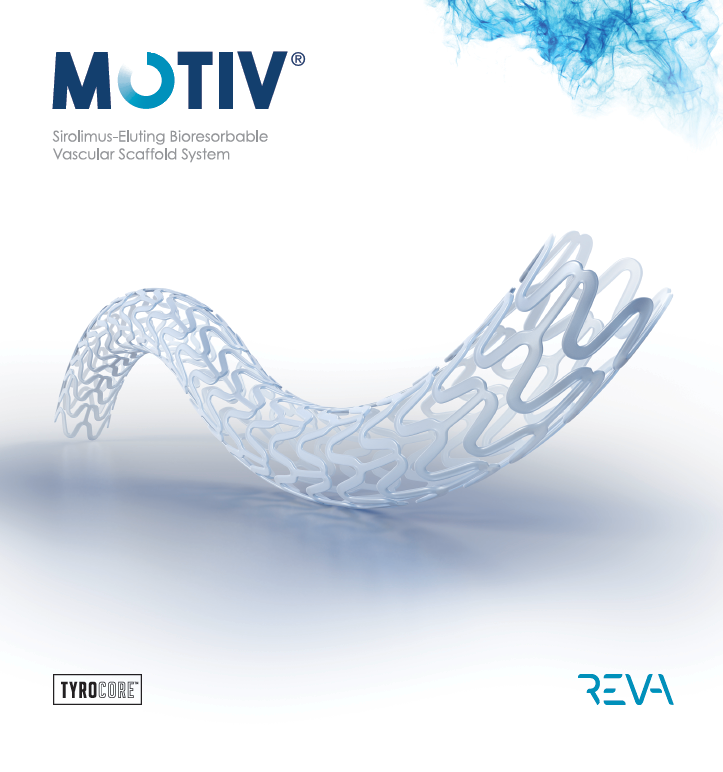 MOTIV®
Sirolimus-Eluting Bioresorbable
Vascular Scaffold System
TYROCORE™
REVA